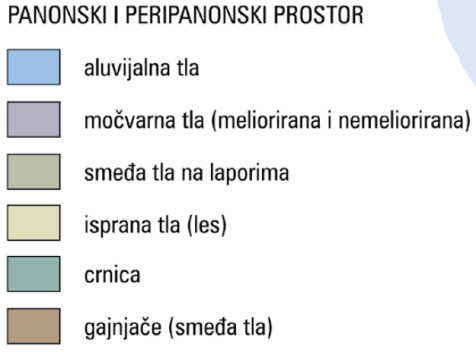 PANONSKI I PERIPANONSKI PROSTOR
aluvijalna tla
močvarna tla (meliorirana i nemeliorirana)
smeđa tla na laporima
isprana tla (les)
crnica
gajnjače (smeđa tla)